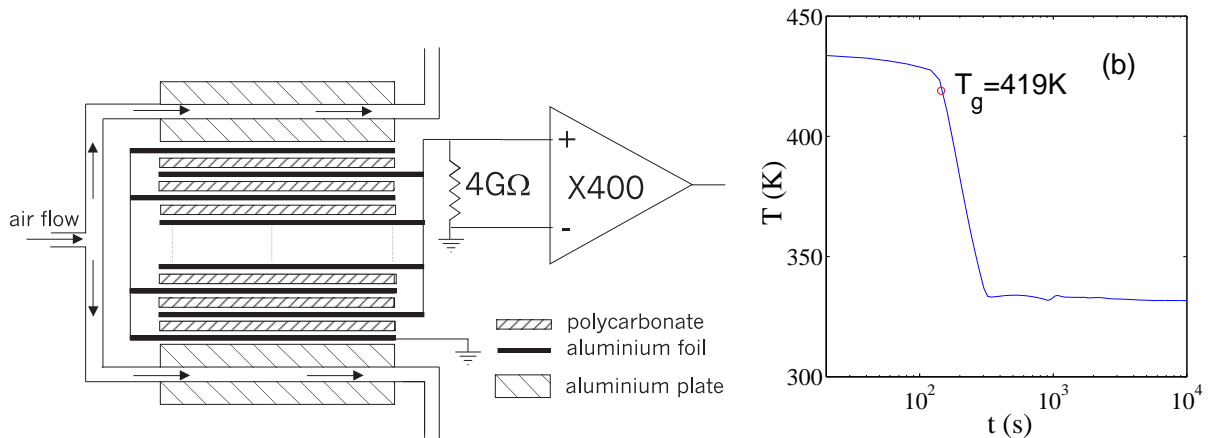 air flow
4GΩ
+
-
X400
polycarbonate
aluminium foil
aluminium plate
(b)
T_g=419K
T (K)
450
400
350
300
10^2
10^3
10^4
t (s)